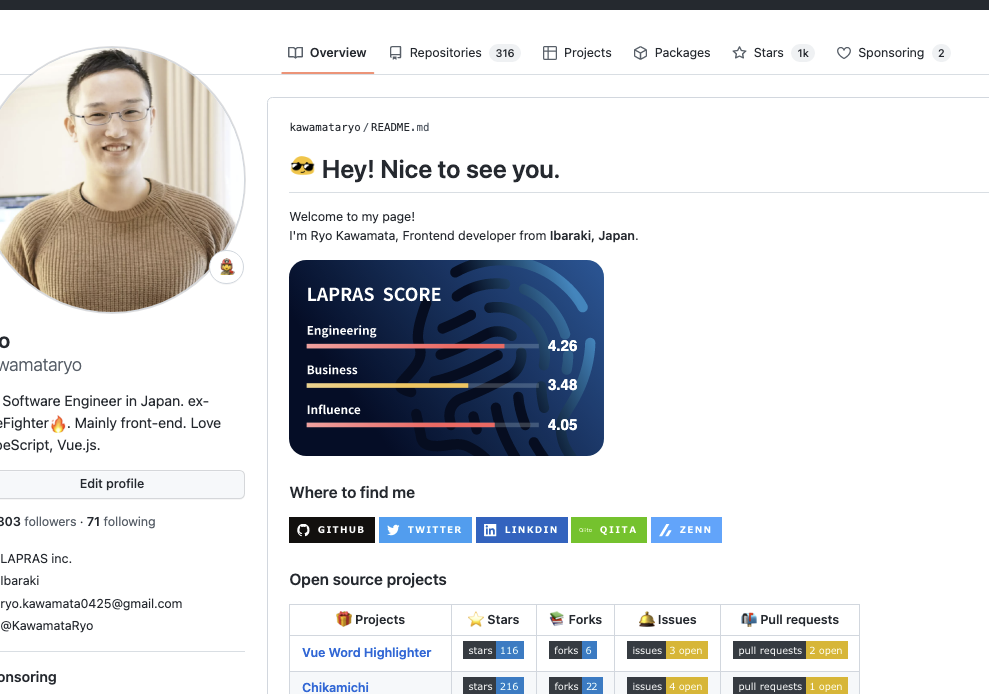 Overview Repositories 316 Projects Packages Stars 1k Sponsoring 2
kawamataryo/README.md
Hey! Nice to see you.
Welcome to my page!
I'm Ryo Kawamata, Frontend developer from Ibaraki, Japan.
LAPRAS SCORE
Engineering
4.26
Business
3.48
Influence
4.05
Where to find me
GITHUB TWITTER LINKDIN Qiita QIITA ZENN
Open source projects
Projects Stars Forks Issues Pull requests
Vue Word Highlighter stars 116 forks 6 issues 3 open pull requests 2 open
Chikamichi stars 216 forks 22 issues 4 open pull requests 1 open
o
wamataryo
Software Engineer in Japan. ex-
eFighter🔥. Mainly front-end. Love
peScript, Vue.js.
Edit profile
303 followers · 71 following
LAPRAS inc.
Ibaraki
ryo.kawamata0425@gmail.com
@KawamataRyo
onsoring